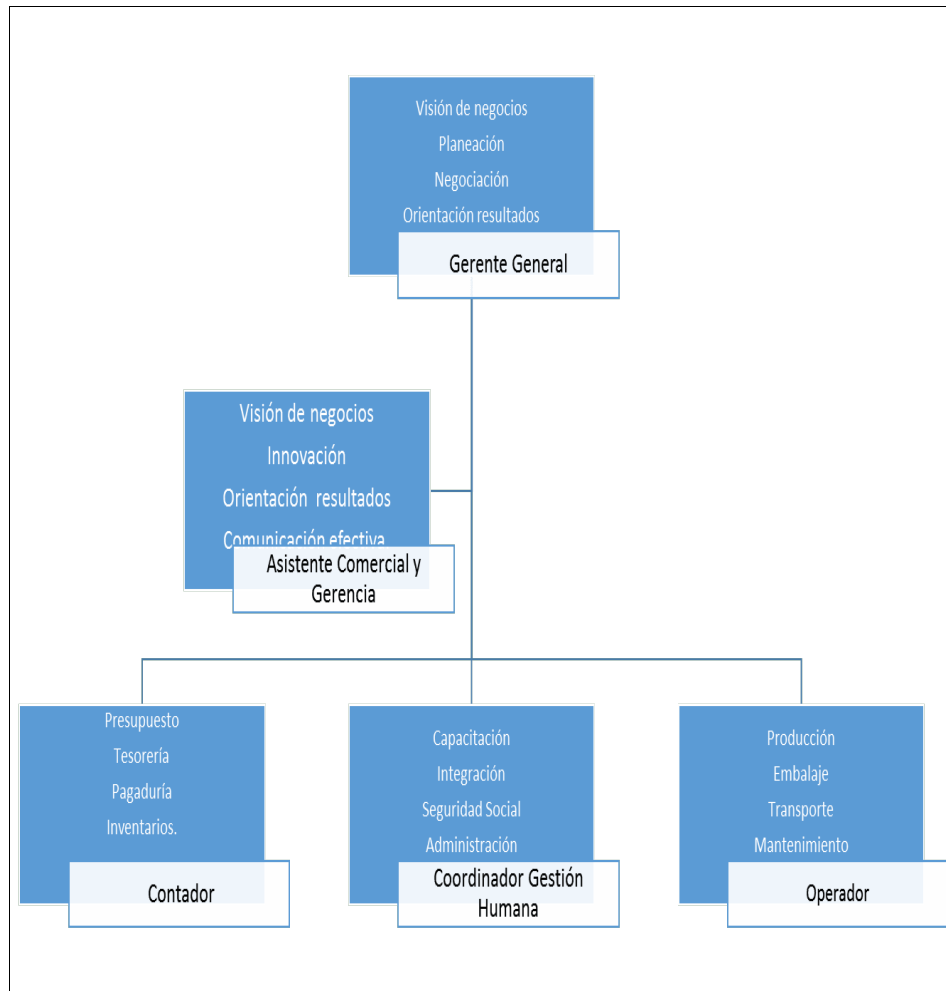 Visión de negocios
Planeación
Negociación
Orientación resultados
Gerente General
Visión de negocios
Innovación
Orientación resultados
Comunicación efectiva
Asistente Comercial y
Gerencia
Presupuesto
Tesorería
Pagaduría
Inventarios.
Contador
Capacitación
Integración
Seguridad Social
Administración
Coordinador Gestión
Humana
Producción
Embalaje
Transporte
Mantenimiento
Operador